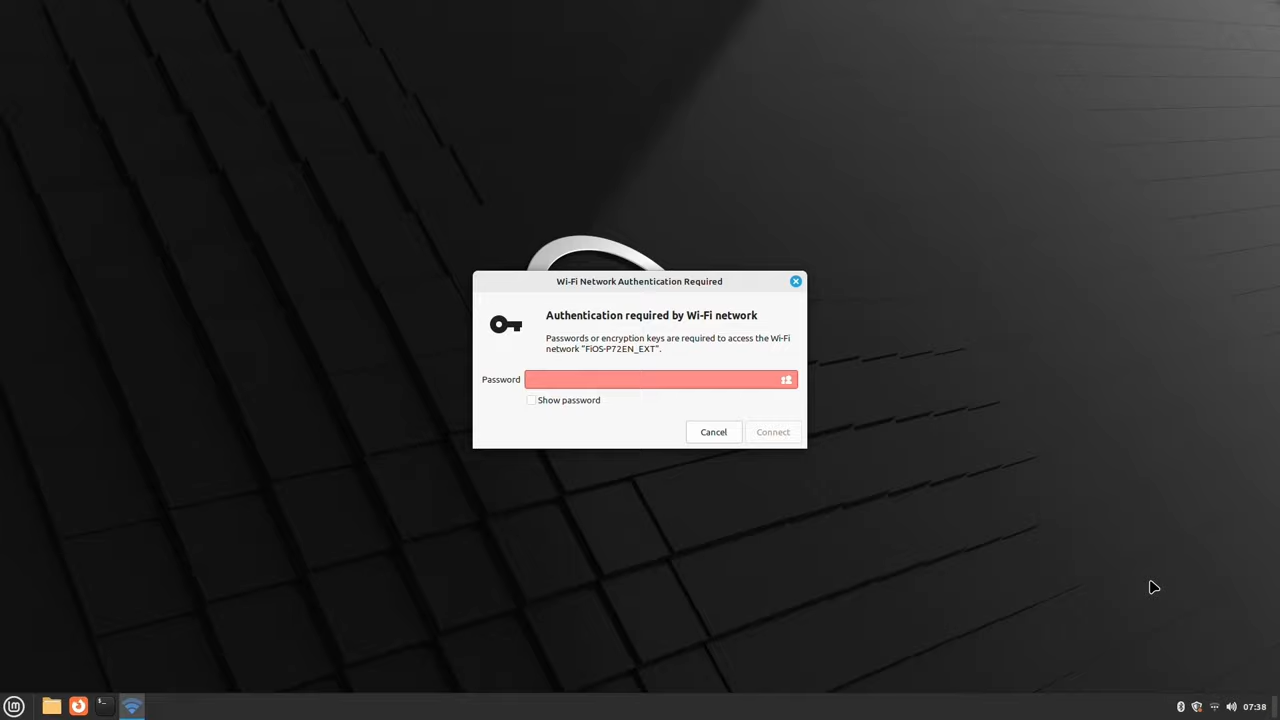 Wi-Fi Network Authentication Required
Authentication required by Wi-Fi network
Passwords or encryption keys are required to access the Wi-Fi
network "FiOS-P72EN_EXT".
Password
Show password
Cancel
Connect
07:38